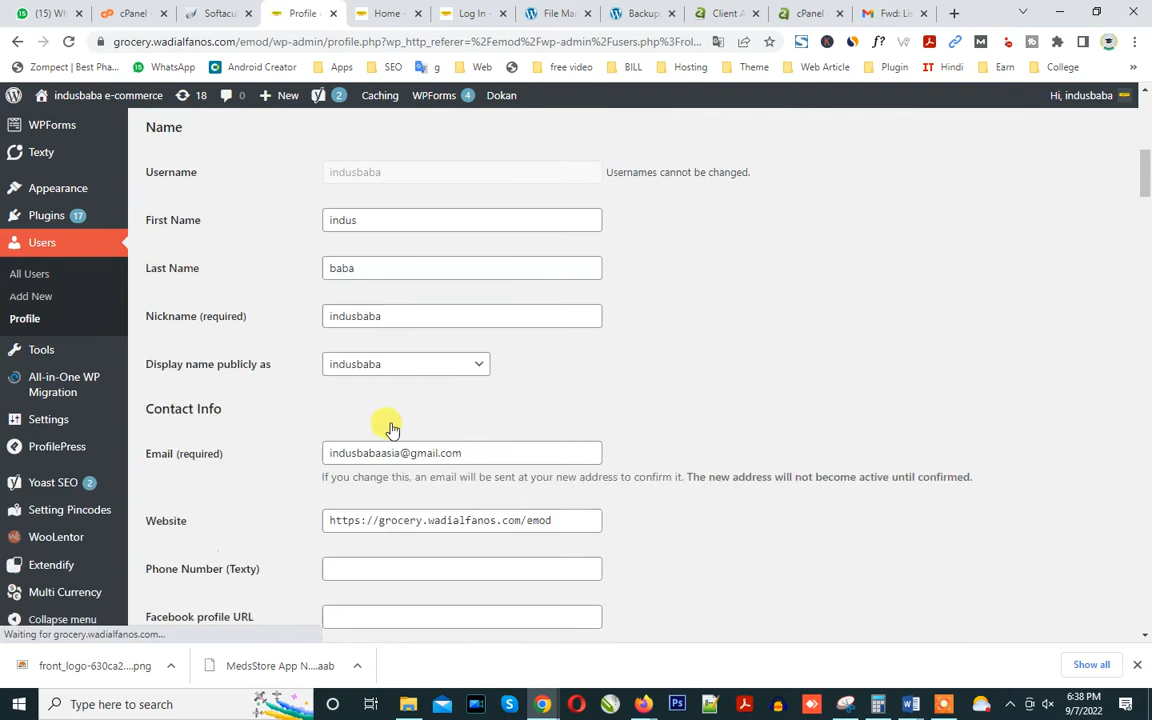 (1) Wh
cPanel -
Softacu
Profile -
Home -
Log In -
File Ma
Backup
Client A
cPanel -
Fwd: Lis
grocery.wadialfanos.com/emod/wp-admin/profile.php?wp_http_referer=%2Femod%2Fwp-admin%2Fusers.php%3Frol...
Zompect | Best Pha...
WhatsApp
Android Creator
Apps
SEO
g
Web
free video
BILL
Hosting
Theme
Web Article
Plugin
IT Hindi
Earn
College
»
indusbaba e-commerce
18
0
New
2
Caching
WPForms 4
Dokan
Hi, indusbaba
WPForms
Texty
Appearance
Plugins 17
Users
All Users
Add New
Profile
Tools
All-in-One WP
Migration
Settings
ProfilePress
Yoast SEO 2
Setting Pincodes
WooLentor
Extendify
Multi Currency
Collapse menu
Name
Username
indusbaba
Usernames cannot be changed.
First Name
indus
Last Name
baba
Nickname (required)
indusbaba
Display name publicly as
indusbaba
Contact Info
Email (required)
indusbabaasia@gmail.com
If you change this, an email will be sent at your new address to confirm it. The new address will not become active until confirmed.
Website
https://grocery.wadialfanos.com/emod
Phone Number (Texty)
Facebook profile URL
Waiting for grocery.wadialfanos.com...
front_logo-630ca2....png
MedsStore App N....aab
Show all
Type here to search
6:38 PM
9/7/2022